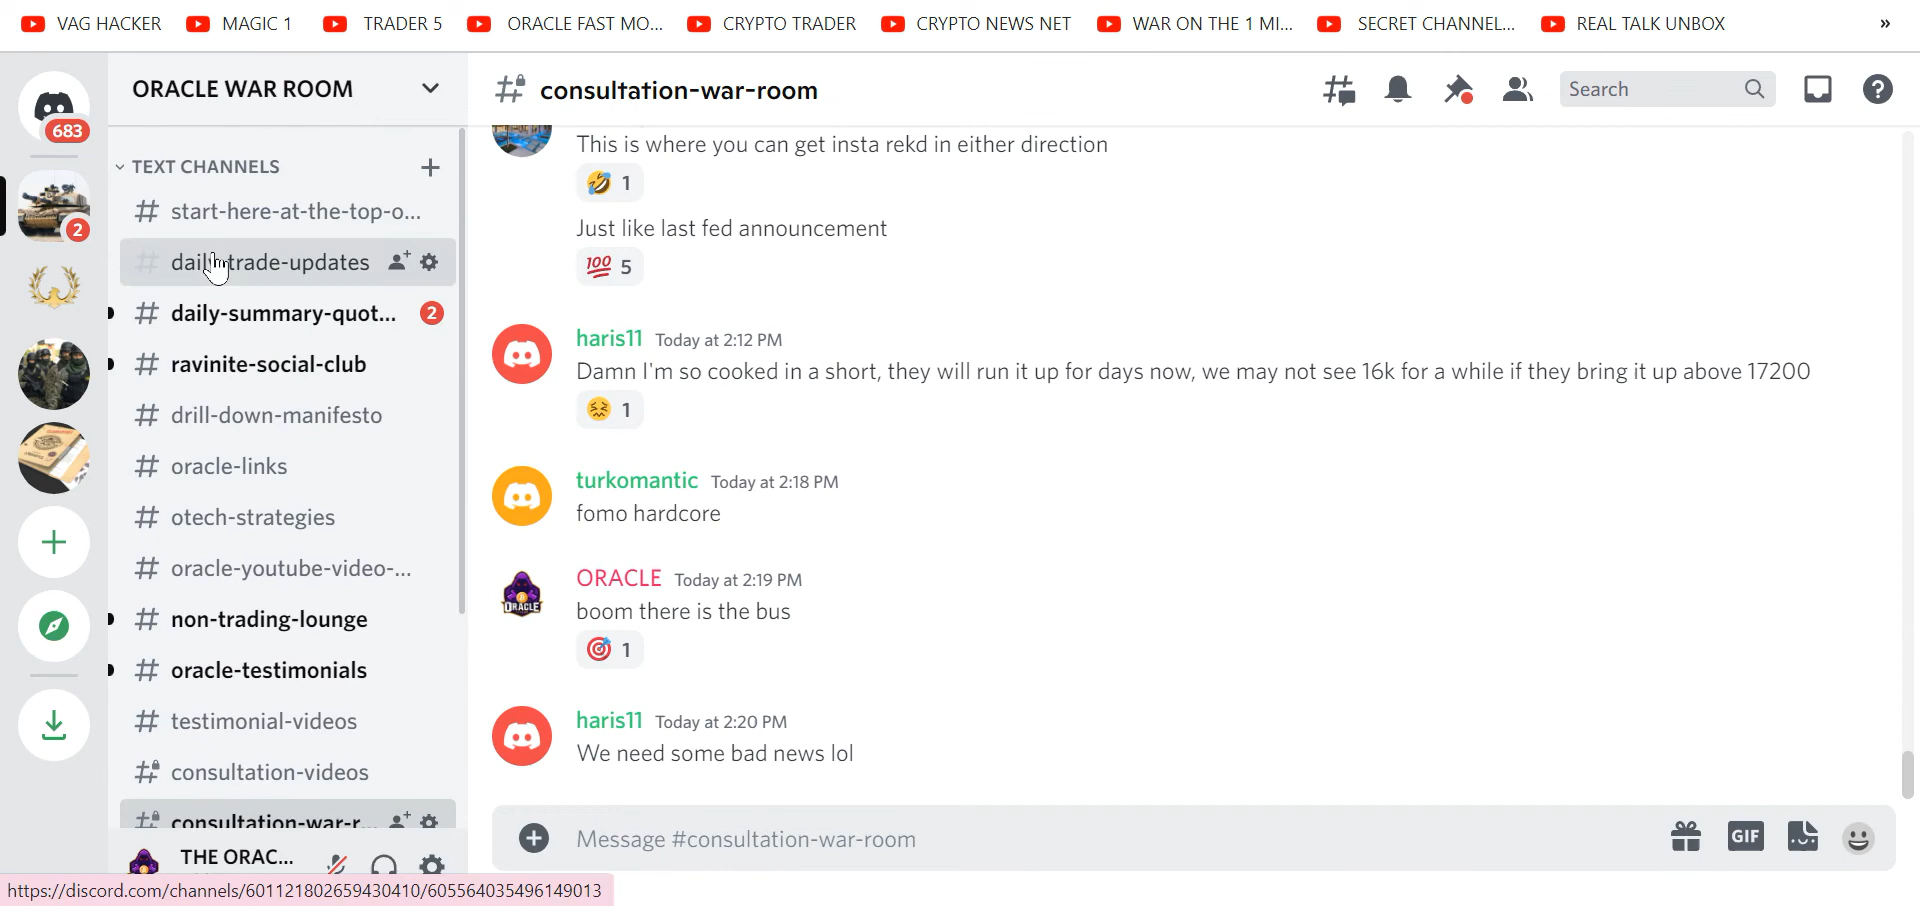 VAG HACKER MAGIC 1 TRADER 5 ORACLE FAST MO... CRYPTO TRADER CRYPTO NEWS NET WAR ON THE 1 MI... SECRET CHANNEL... REAL TALK UNBOX »
683
2
ORACLE WAR ROOM
TEXT CHANNELS
# start-here-at-the-top-o...
# daily-trade-updates
# daily-summary-quot... 2
# ravinite-social-club
# drill-down-manifesto
# oracle-links
# otech-strategies
# oracle-youtube-video-...
# non-trading-lounge
# oracle-testimonials
# testimonial-videos
# consultation-videos
# consultation-war-r...
THE ORAC...
https://discord.com/channels/601121802659430410/605564035496149013
# consultation-war-room
Search
This is where you can get insta rekd in either direction
1
Just like last fed announcement
100 5
haris11 Today at 2:12 PM
Damn I'm so cooked in a short, they will run it up for days now, we may not see 16k for a while if they bring it up above 17200
1
turkomantic Today at 2:18 PM
fomo hardcore
ORACLE Today at 2:19 PM
ORACLE
boom there is the bus
1
haris11 Today at 2:20 PM
We need some bad news lol
Message #consultation-war-room
GIF